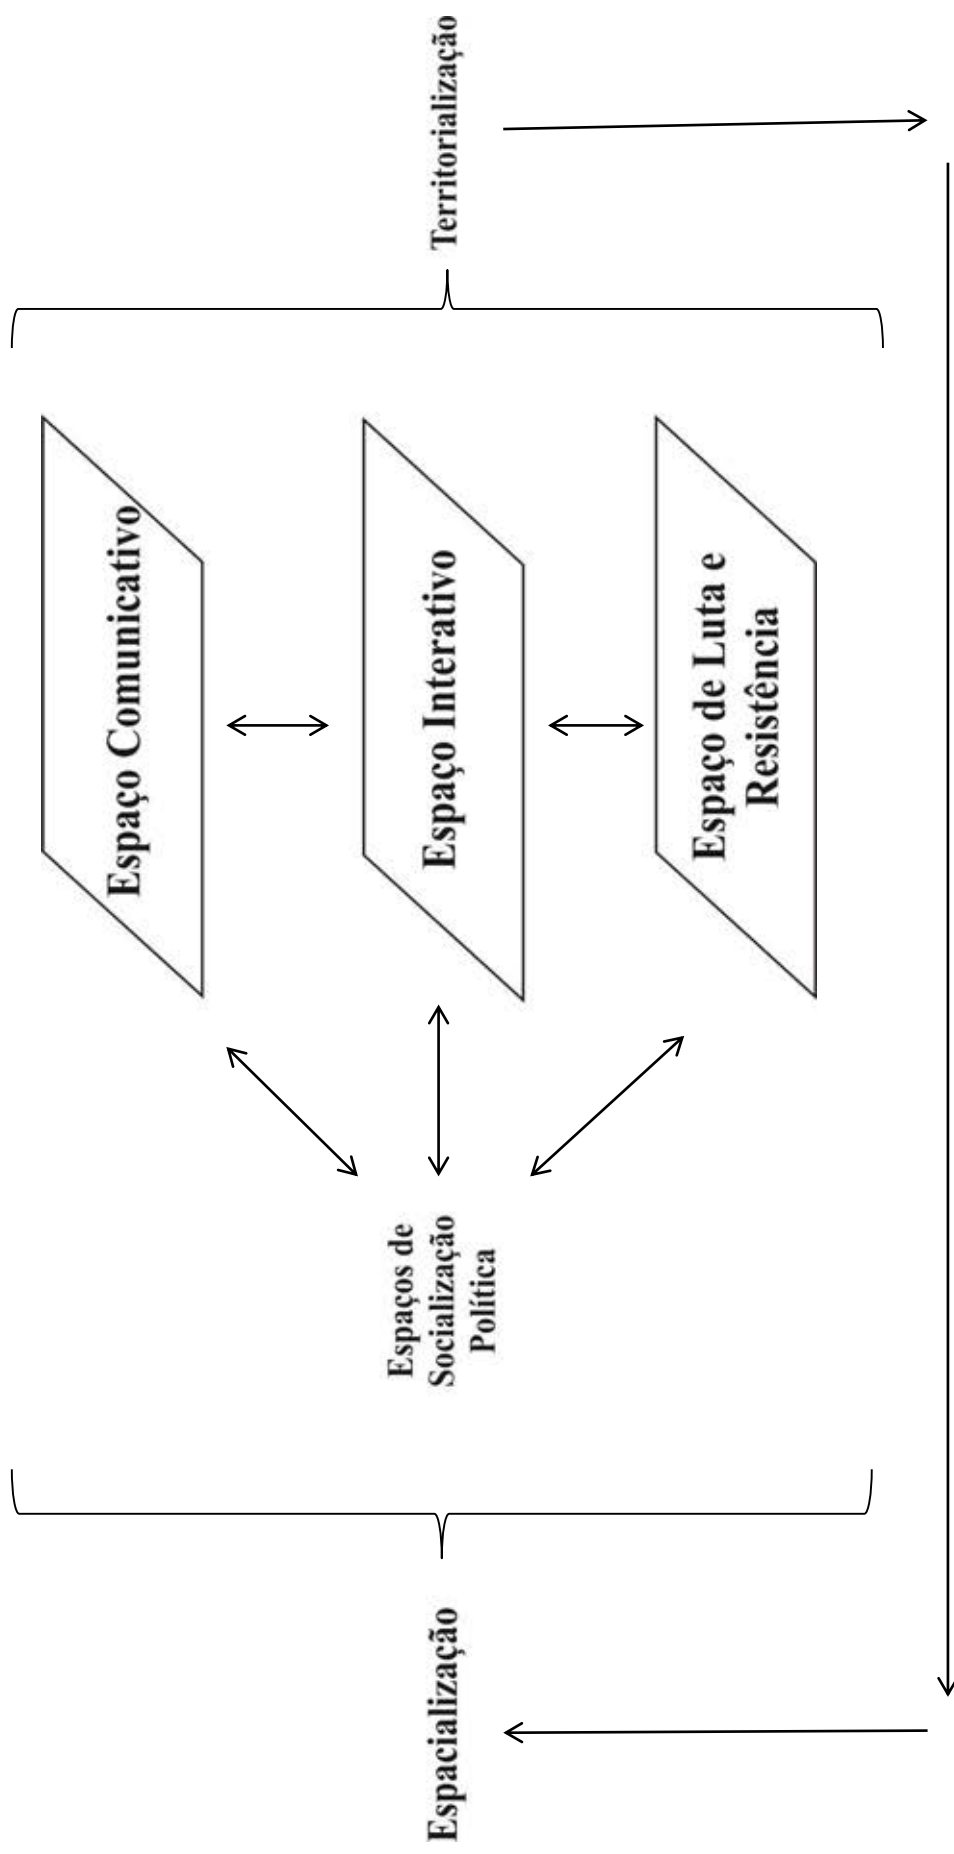 Espacialização
Espaços de
Socialização
Política
Espaço Comunicativo
Espaço Interativo
Espaço de Luta e
Resistência
Territorialização